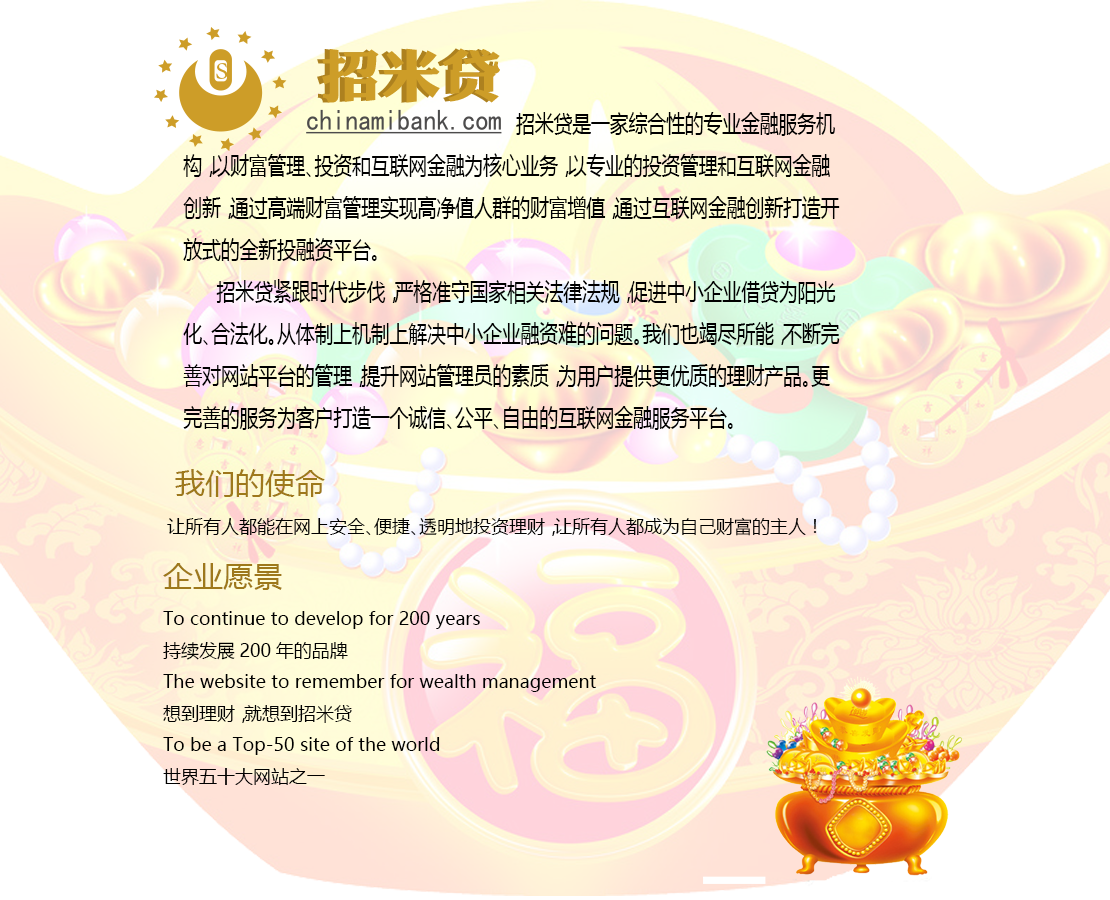 招米贷
chinamibank.com
招米贷是一家综合性的专业金融服务机
构,以财富管理、投资和互联网金融为核心业务,以专业的投资管理和互联网金融
创新,通过高端财富管理实现高净值人群的财富增值,通过互联网金融创新打造开
放式的全新投融资平台。
招米贷紧跟时代步伐,严格准守国家相关法律法规,促进中小企业借贷为阳光
化、合法化。从体制上机制上解决中小企业融资难的问题。我们也竭尽所能,不断完
善对网站平台的管理,提升网站管理员的素质,为用户提供更优质的理财产品。更
完善的服务为客户打造一个诚信、公平、自由的互联网金融服务平台。
我们的使命
让所有人都能在网上安全、便捷、透明地投资理财,让所有人都成为自己财富的主人！
企业愿景
To continue to develop for 200 years
持续发展 200 年的品牌
The website to remember for wealth management
想到理财,就想到招米贷
To be a Top-50 site of the world
世界五十大网站之一
福